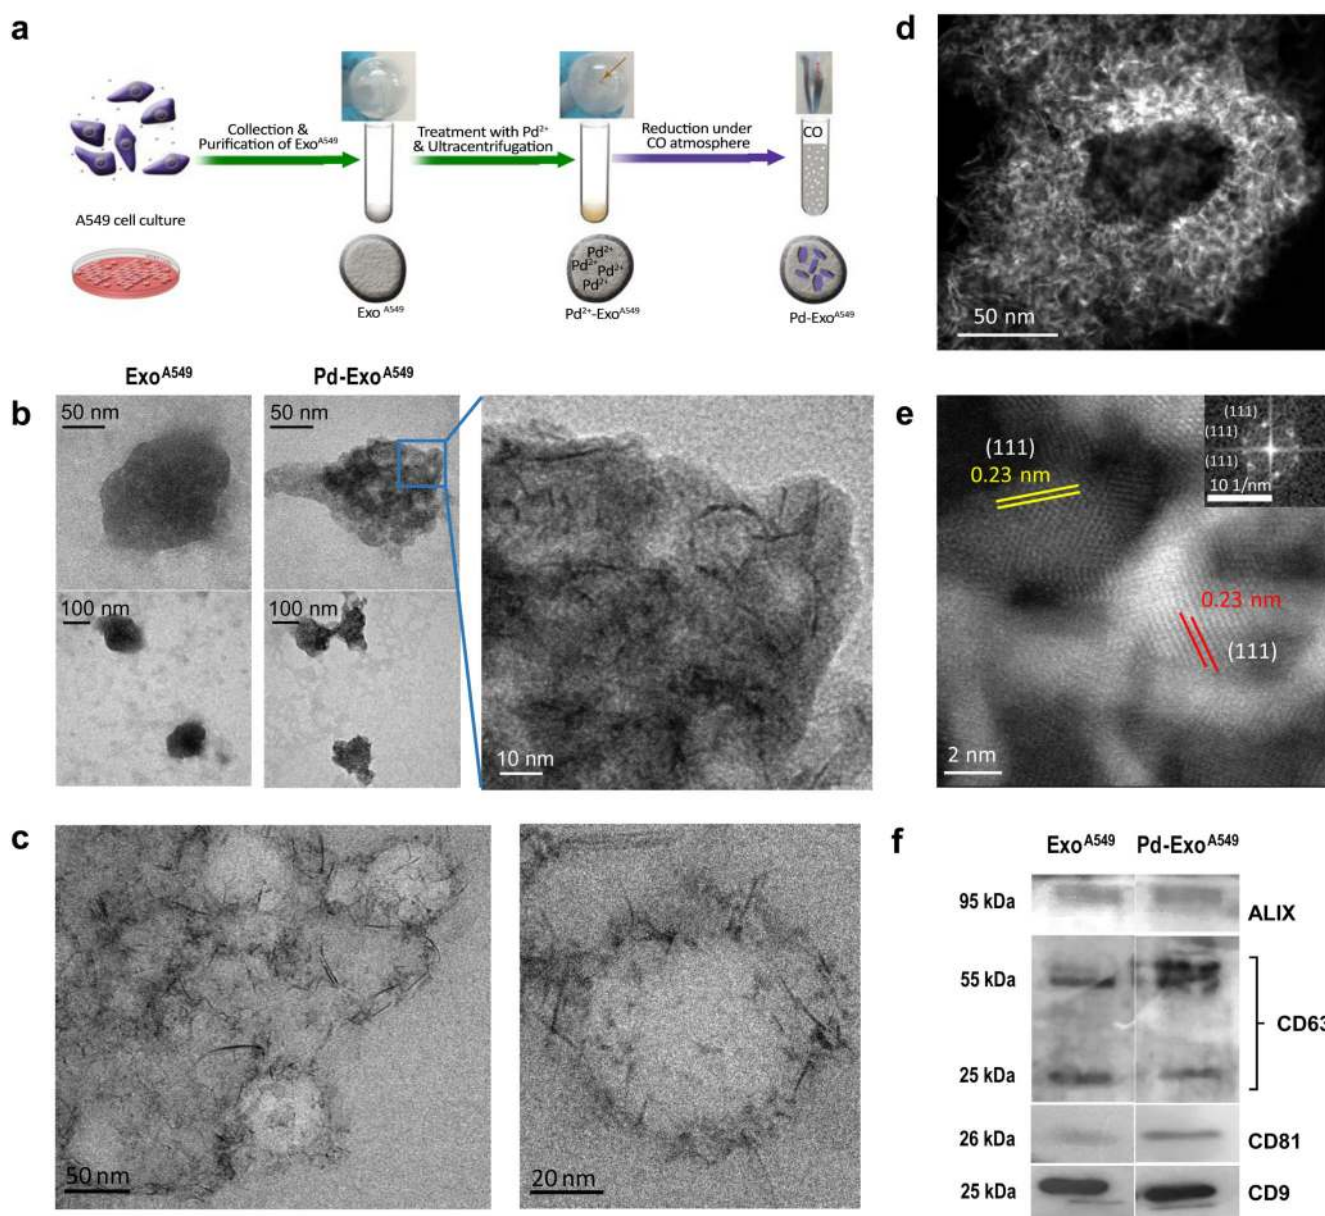 a
Collection &
Purification of Exo^A549
Treatment with Pd²⁺
& Ultracentrifugation
Reduction under
CO atmosphere
CO
A549 cell culture
Pd²⁺
Pd²⁺ Pd²⁺
Pd²⁺
Exo ^A549
Pd²⁺-Exo^A549
Pd-Exo^A549
b
Exo^A549
Pd-Exo^A549
50 nm
50 nm
100 nm
100 nm
10 nm
c
50 nm
20 nm
d
50 nm
e
(111)
0.23 nm
(111)
(111)
(111)
10 1/nm
0.23 nm
(111)
2 nm
f
Exo^A549 Pd-Exo^A549
95 kDa
ALIX
55 kDa
CD63
25 kDa
26 kDa
CD81
25 kDa
CD9